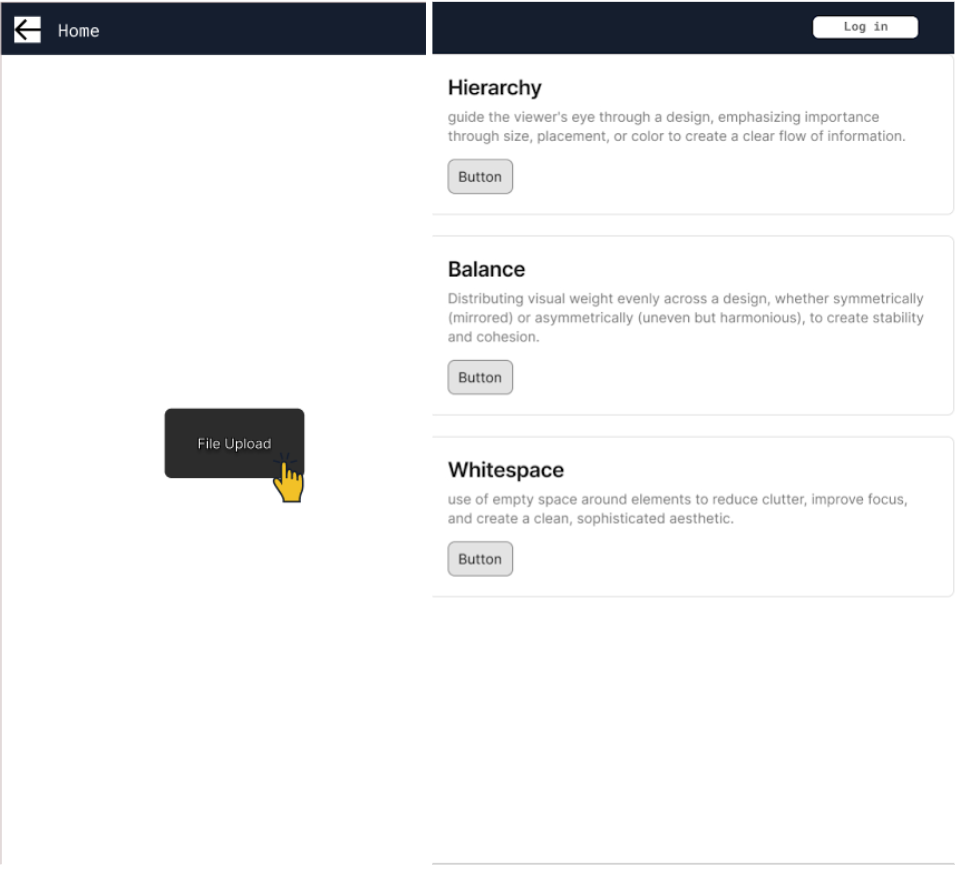 Home
File Upload
Log in
Hierarchy
guide the viewer's eye through a design, emphasizing importance
through size, placement, or color to create a clear flow of information.
Button
Balance
Distributing visual weight evenly across a design, whether symmetrically
(mirrored) or asymmetrically (uneven but harmonious), to create stability
and cohesion.
Button
Whitespace
use of empty space around elements to reduce clutter, improve focus,
and create a clean, sophisticated aesthetic.
Button